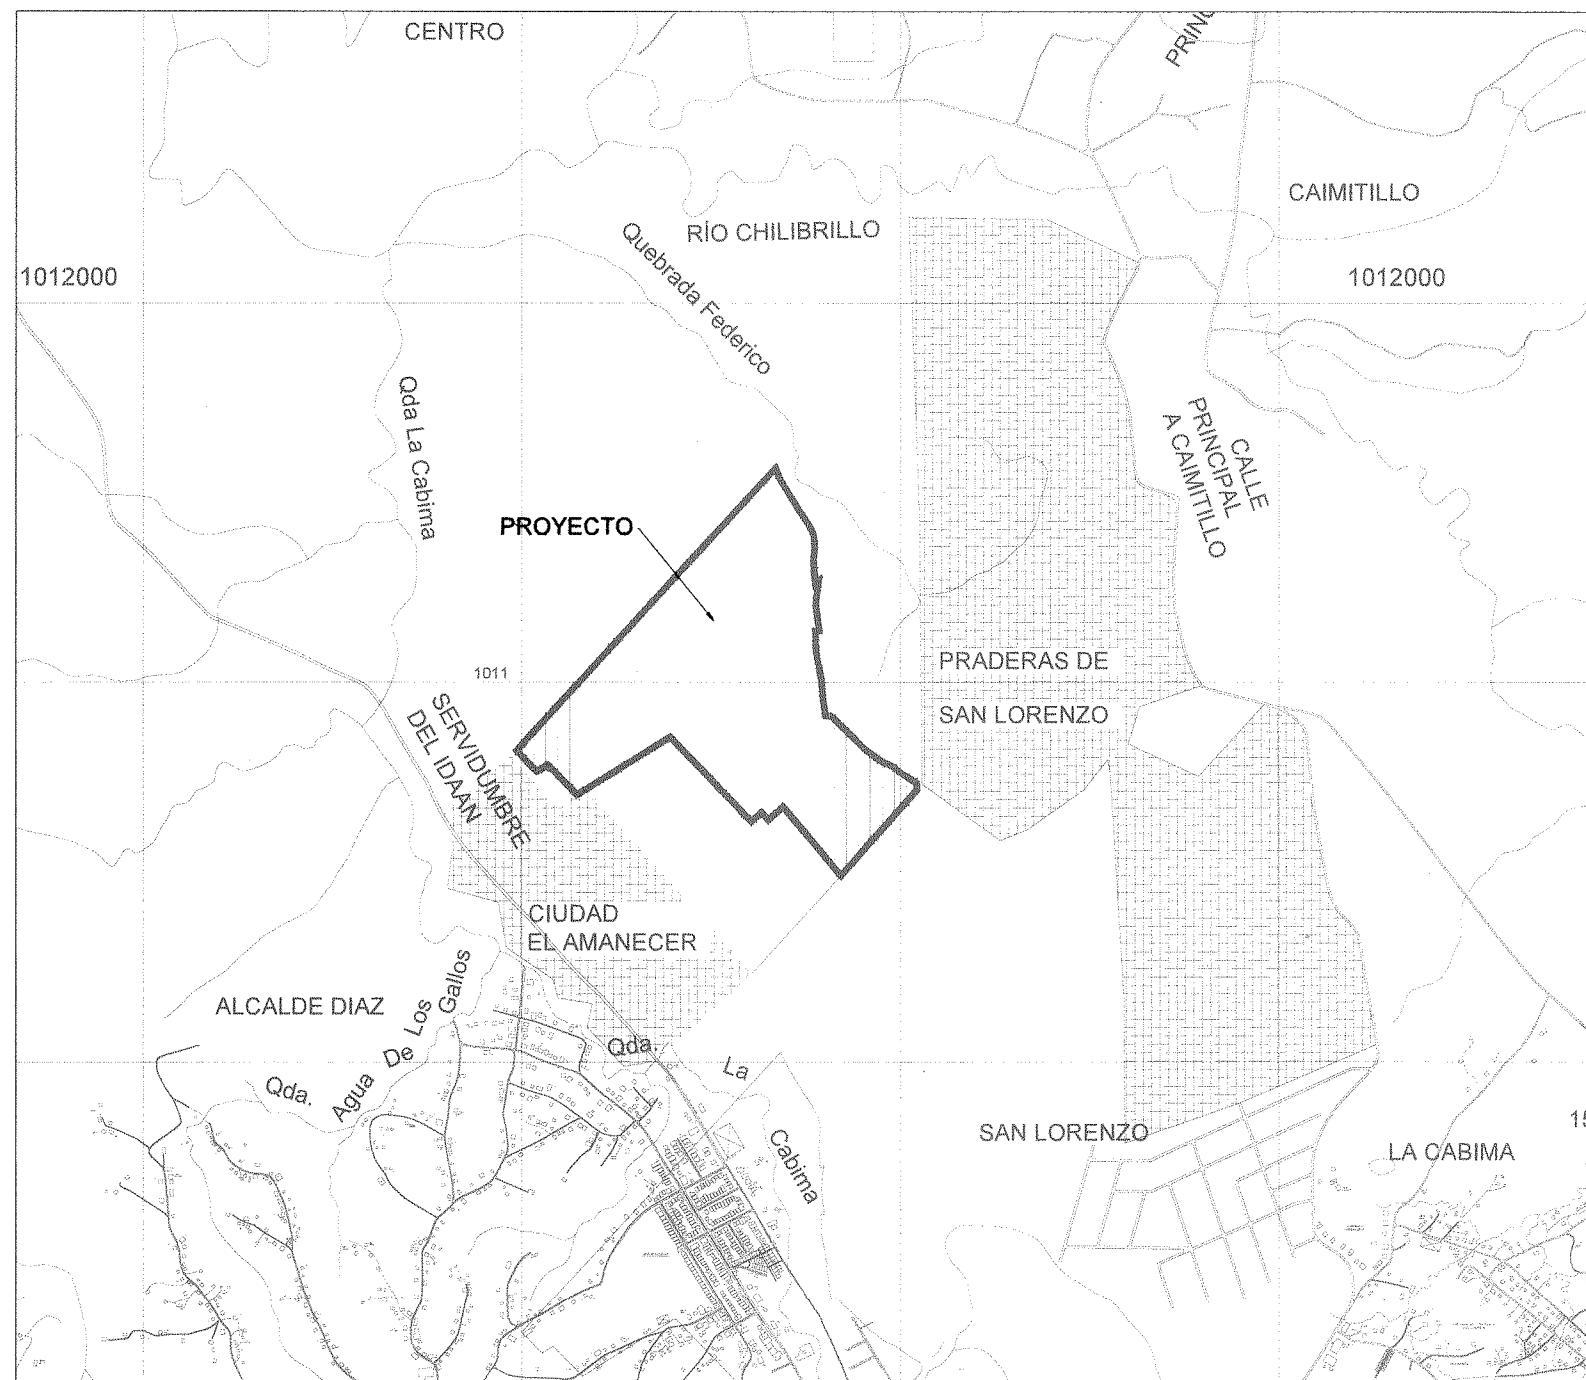 CENTRO
PRINC
CAIMITILLO
RÍO CHILIBRILLO
Quebrada Federico
1012000
1012000
Qda La Cabima
CALLE
PRINCIPAL
A CAIMITILLO
PROYECTO
1011
PRADERAS DE
SAN LORENZO
SERVIDUMBRE
DEL IDAAN
CIUDAD
EL AMANECER
ALCALDE DIAZ
Qda. Agua De Los Gallos
Qda. La Cabima
SAN LORENZO
LA CABIMA
15